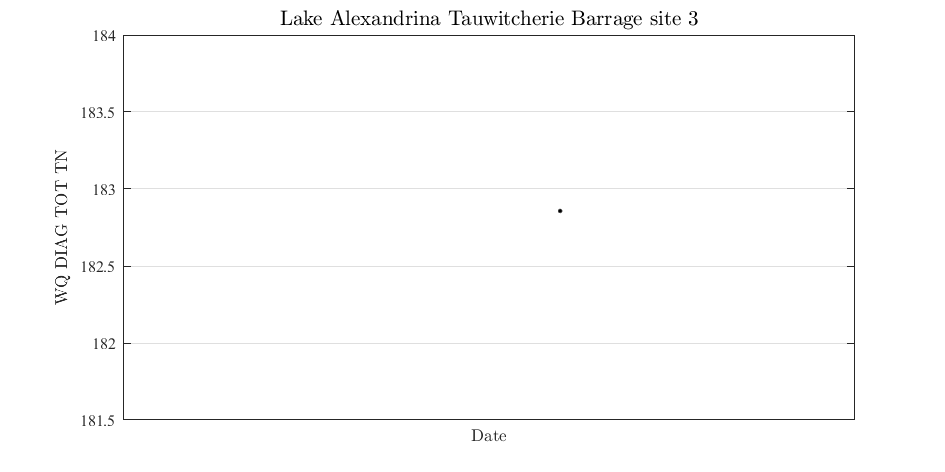 Lake Alexandrina Tauwitcherie Barrage site 3
184
183.5
183
182.5
182
181.5
WQ DIAG TOT TN
Date